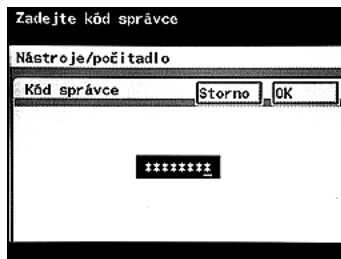 Zadejte kód správce
Nástroje/počitadlo
Kód správce Storno OK
********